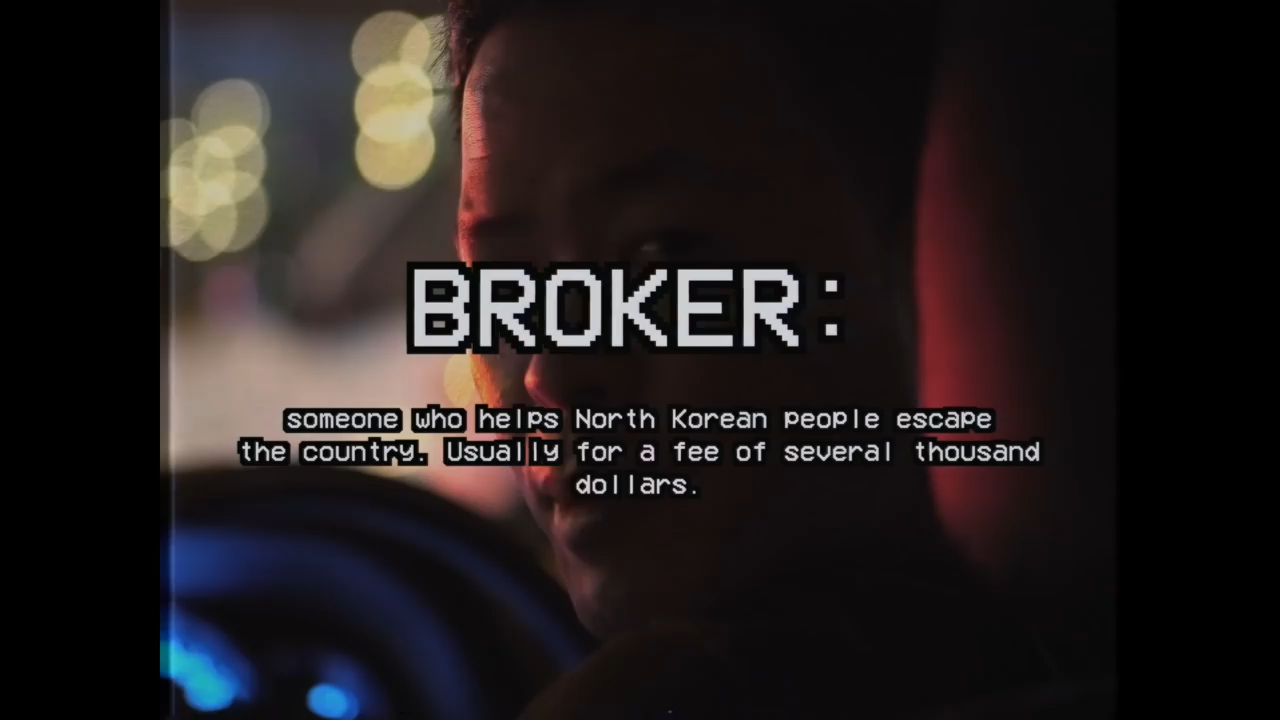 BROKER:
someone who helps North Korean people escape
the country. Usually for a fee of several thousand
dollars.